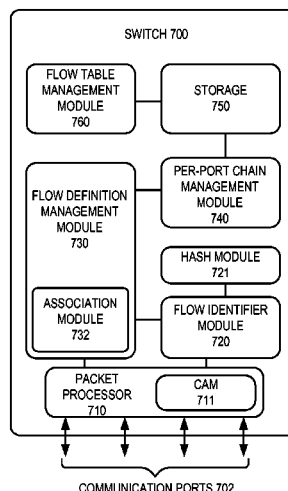 SWITCH 700
FLOW TABLE
MANAGEMENT
MODULE
760
STORAGE
750
FLOW DEFINITION
MANAGEMENT
MODULE
730
PER-PORT CHAIN
MANAGEMENT
MODULE
740
HASH MODULE
721
ASSOCIATION
MODULE
732
FLOW IDENTIFIER
MODULE
720
PACKET
PROCESSOR
710
CAM
711
COMMUNICATION PORTS 702